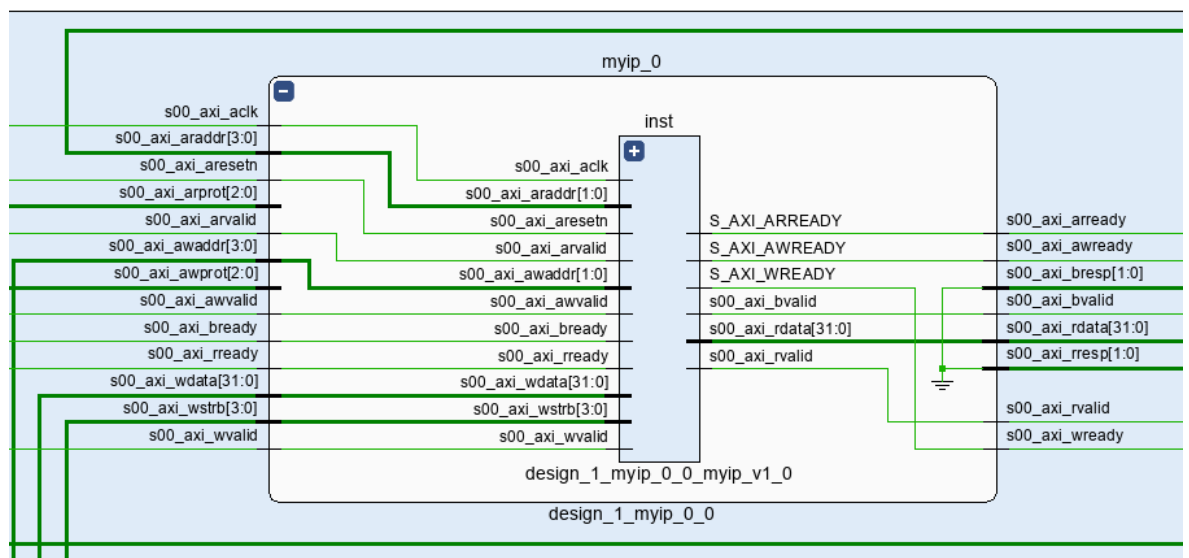 myip_0
s00_axi_aclk
s00_axi_araddr[3:0]
s00_axi_aresetn
s00_axi_arprot[2:0]
s00_axi_arvalid
s00_axi_awaddr[3:0]
s00_axi_awprot[2:0]
s00_axi_awvalid
s00_axi_bready
s00_axi_rready
s00_axi_wdata[31:0]
s00_axi_wstrb[3:0]
s00_axi_wvalid
inst
s00_axi_aclk
s00_axi_araddr[1:0]
s00_axi_aresetn
s00_axi_arvalid
s00_axi_awaddr[1:0]
s00_axi_awvalid
s00_axi_bready
s00_axi_rready
s00_axi_wdata[31:0]
s00_axi_wstrb[3:0]
s00_axi_wvalid
S_AXI_ARREADY
S_AXI_AWREADY
S_AXI_WREADY
s00_axi_bvalid
s00_axi_rdata[31:0]
s00_axi_rvalid
design_1_myip_0_0_myip_v1_0
s00_axi_arready
s00_axi_awready
s00_axi_bresp[1:0]
s00_axi_bvalid
s00_axi_rdata[31:0]
s00_axi_rresp[1:0]
s00_axi_rvalid
s00_axi_wready
design_1_myip_0_0